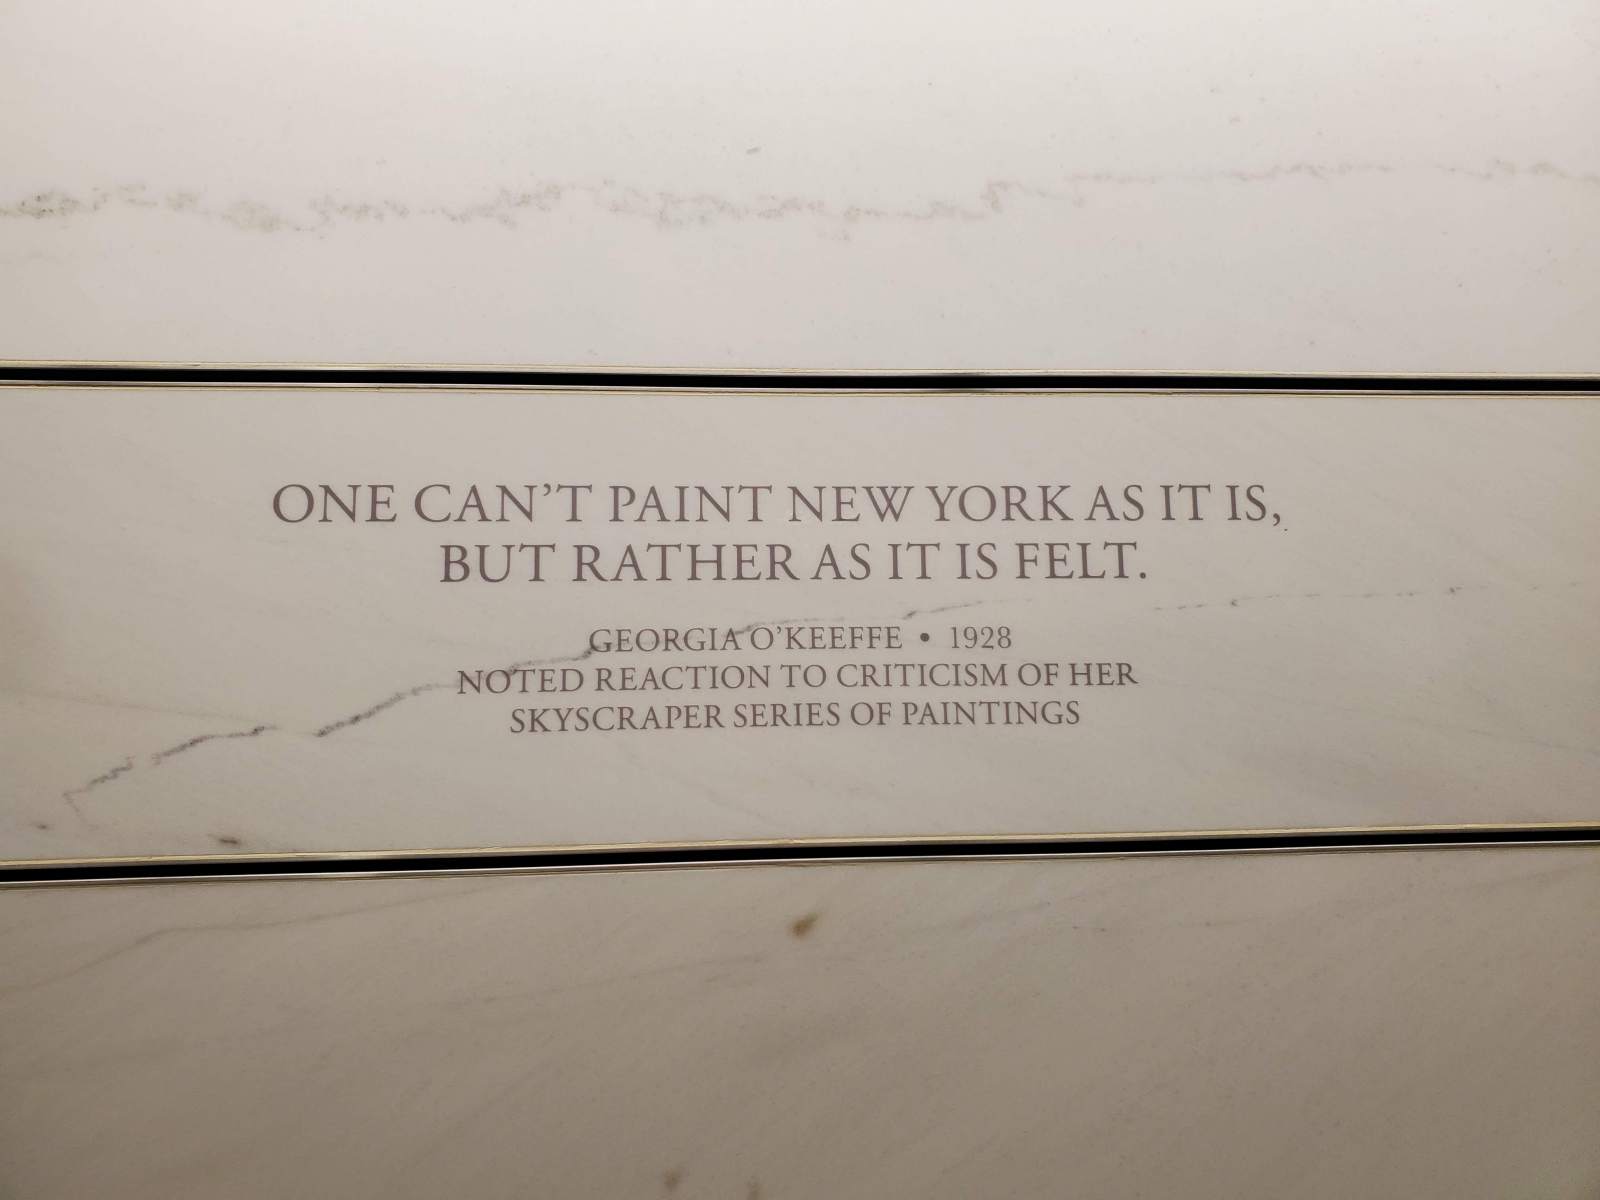 ONE CAN'T PAINT NEW YORK AS IT IS,
BUT RATHER AS IT IS FELT.
GEORGIA O'KEEFFE • 1928
NOTED REACTION TO CRITICISM OF HER
SKYSCRAPER SERIES OF PAINTINGS